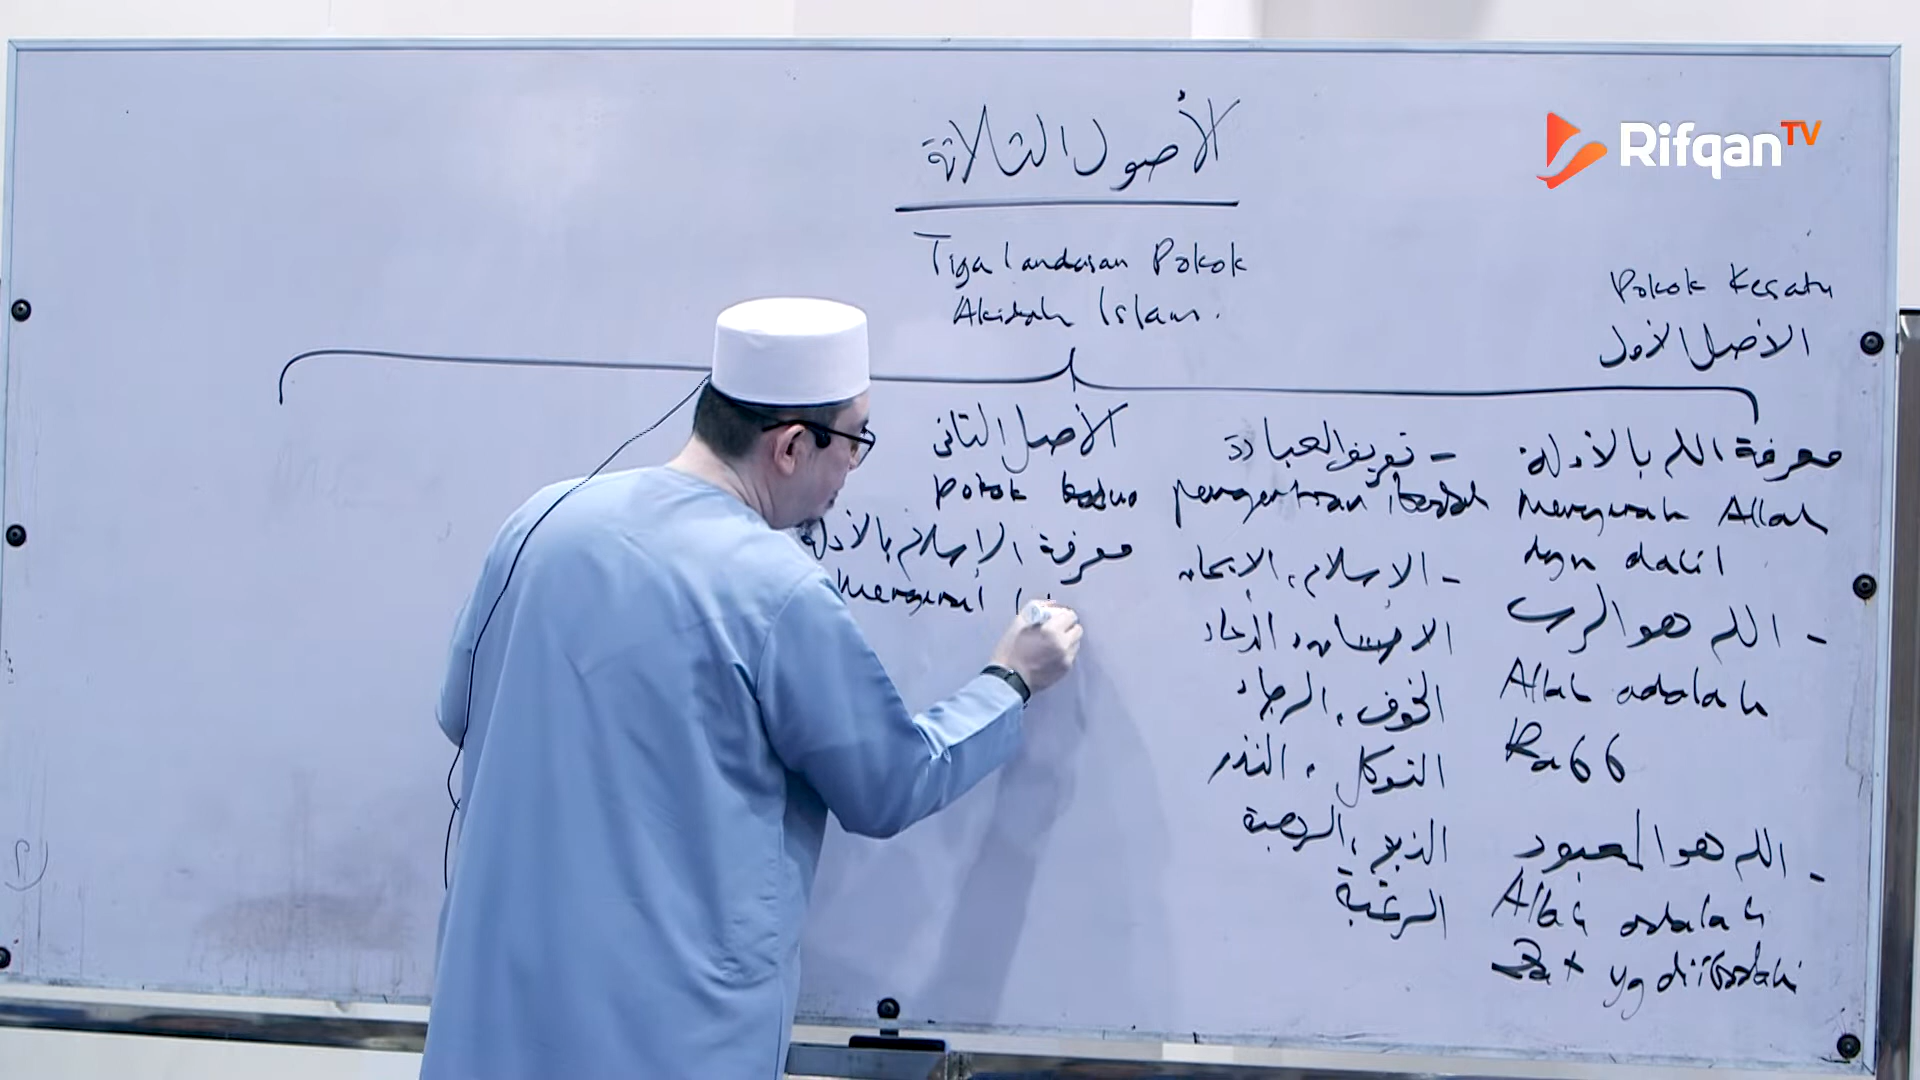 Rifqan TV
الأصول الثلاثة
Tiga landasan Pokok
Akidah Islam.
Pokok Kesatu
الأصل الأول
معرفة الله بالأدلة
Mengenal Allah
dgn dalil
- الله هو الرب
Allah adalah
Rabb
- الله هو المعبود
Allah adalah
Zat yg diibadahi
- تعريف العبادة
pengertian ibadah
- الإسلام، الإيمان
الإحسان، الدعاء
الخوف، الرجاء
التوكل، النذر
الذبح، الرهبة
الرغبة
الأصل الثاني
pokok kedua
معرفة الإسلام بالأدلة
Mengenal